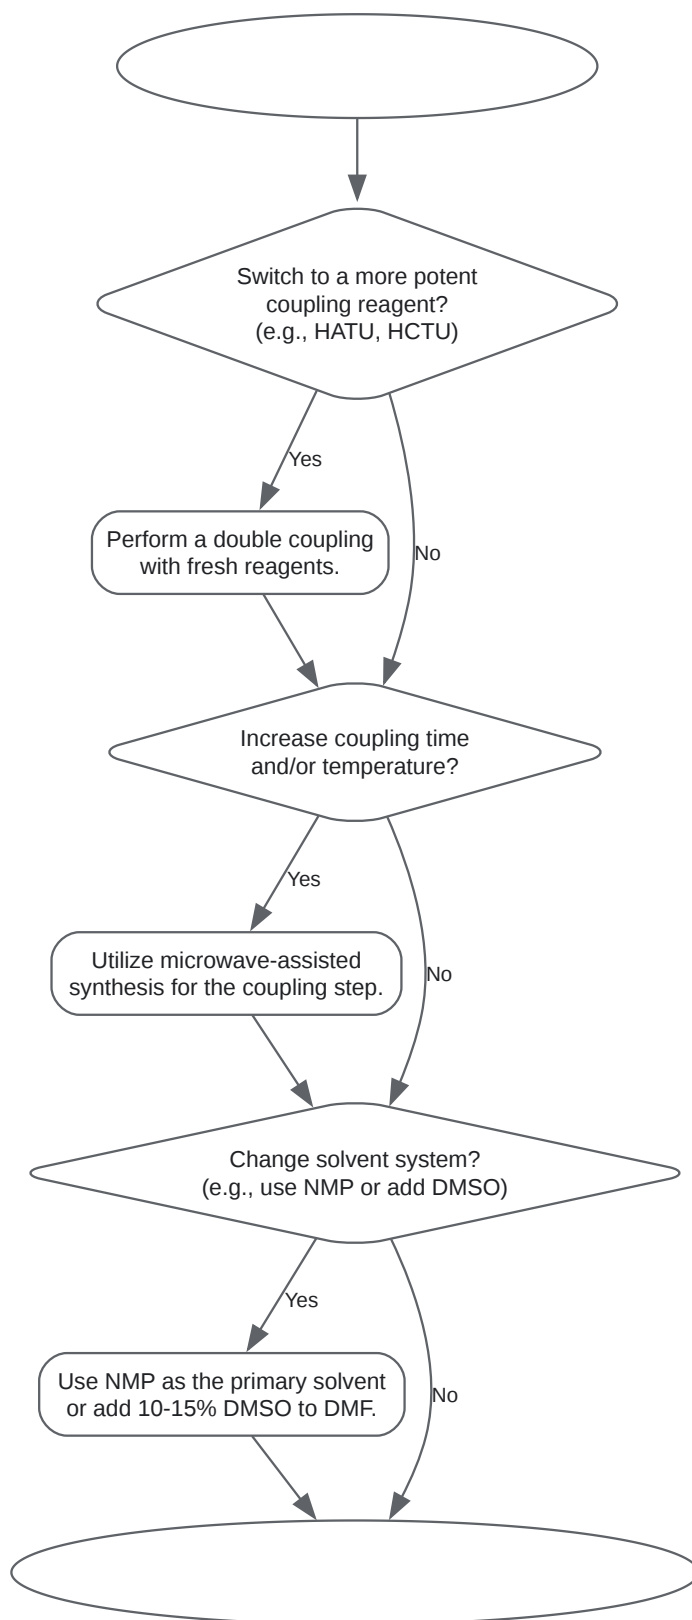 Switch to a more potent
coupling reagent?
(e.g., HATU, HCTU)
Yes
Perform a double coupling
with fresh reagents.
No
Increase coupling time
and/or temperature?
Yes
Utilize microwave-assisted
synthesis for the coupling step.
No
Change solvent system?
(e.g., use NMP or add DMSO)
Yes
Use NMP as the primary solvent
or add 10-15% DMSO to DMF.
No